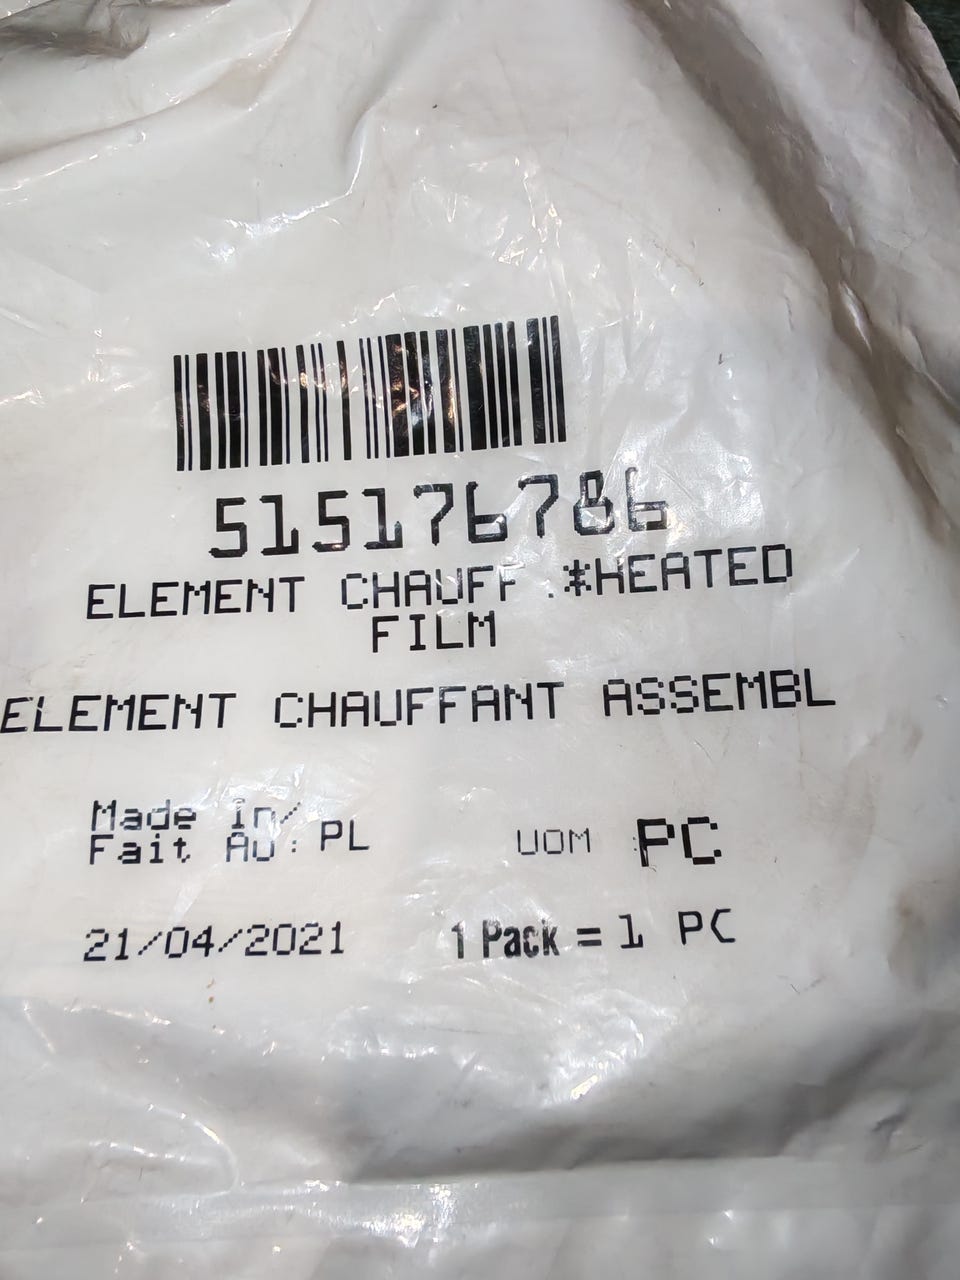 515176786
ELEMENT CHAUFF .*HEATED
FILM
ELEMENT CHAUFFANT ASSEMBL
Made In/
Fait Au : PL
UOM : PC
21/04/2021
1 Pack = 1 PC